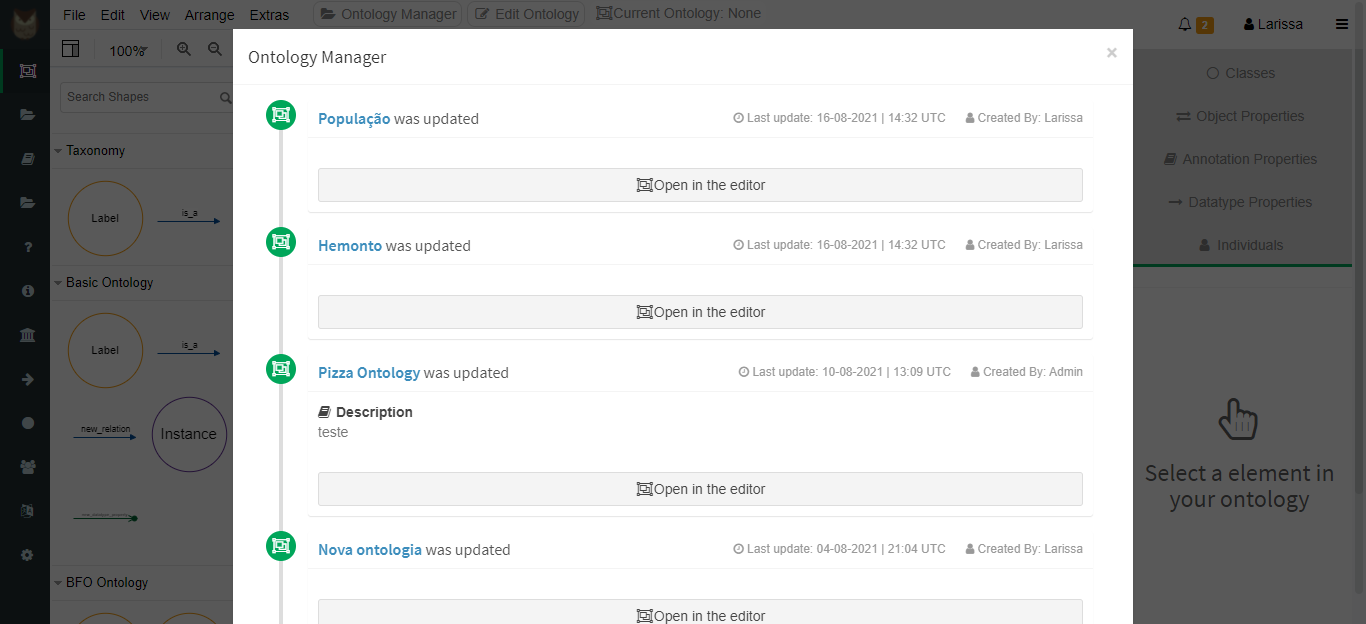 File Edit View Arrange Extras Ontology Manager Edit Ontology Current Ontology: None
2 Larissa
100%
Search Shapes
Taxonomy
Label is_a
Basic Ontology
Label is_a
new_relation Instance
BFO Ontology
Ontology Manager ×
População was updated Last update: 16-08-2021 | 14:32 UTC Created By: Larissa
Open in the editor
Hemonto was updated Last update: 16-08-2021 | 14:32 UTC Created By: Larissa
Open in the editor
Pizza Ontology was updated Last update: 10-08-2021 | 13:09 UTC Created By: Admin
Description
teste
Open in the editor
Nova ontologia was updated Last update: 04-08-2021 | 21:04 UTC Created By: Larissa
Open in the editor
Classes
Object Properties
Annotation Properties
Datatype Properties
Individuals
Select a element in
your ontology